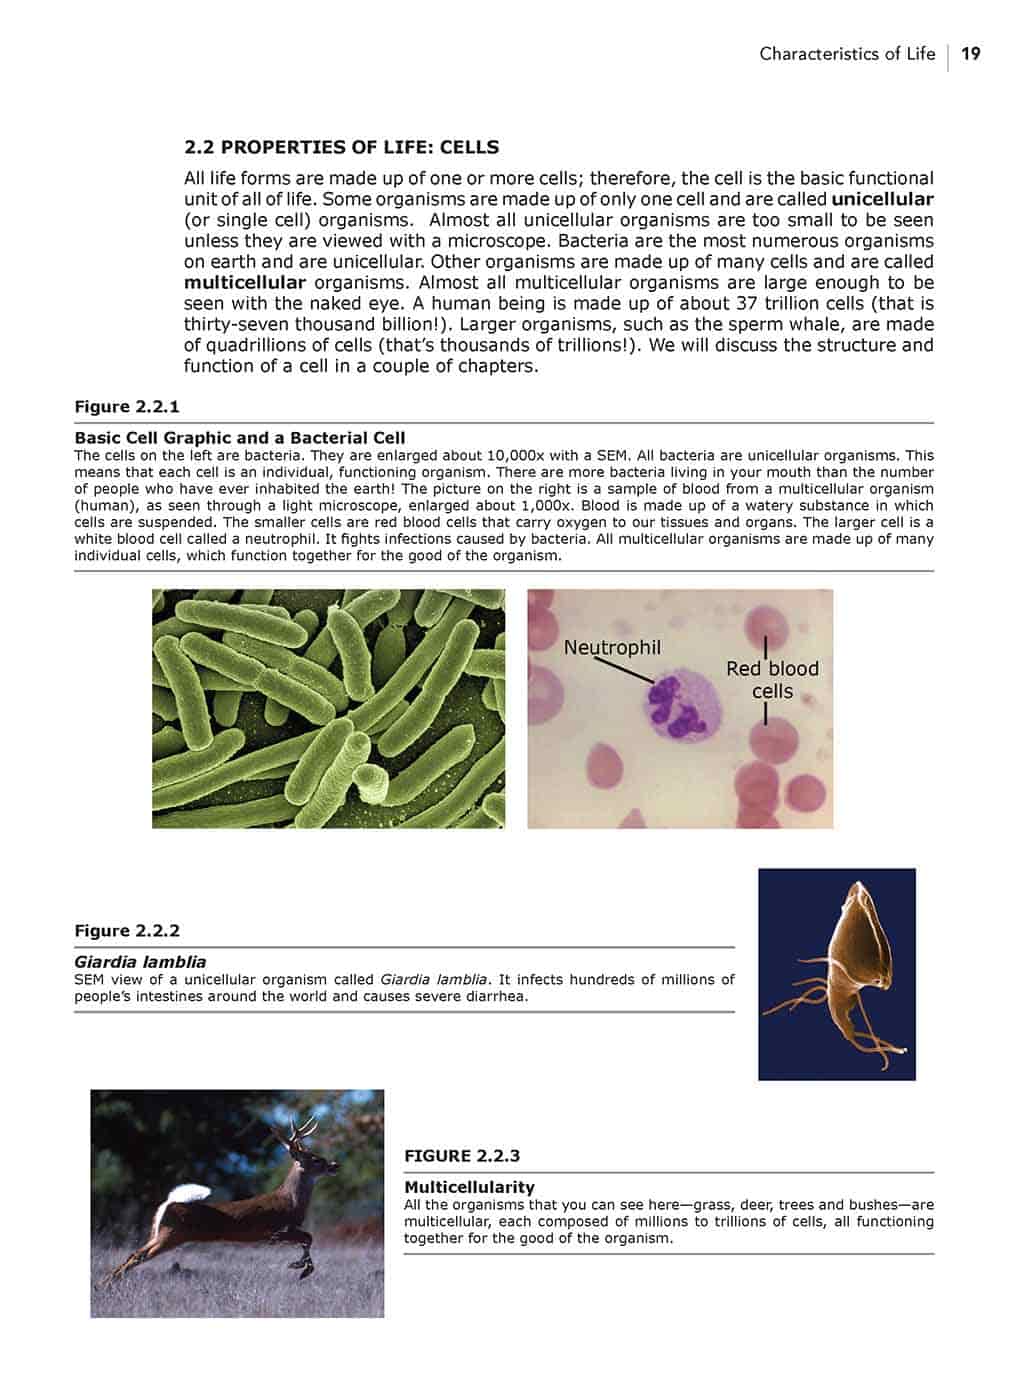 Characteristics of Life 19
2.2 PROPERTIES OF LIFE: CELLS
All life forms are made up of one or more cells; therefore, the cell is the basic functional
unit of all of life. Some organisms are made up of only one cell and are called unicellular
(or single cell) organisms.  Almost all unicellular organisms are too small to be seen
unless they are viewed with a microscope. Bacteria are the most numerous organisms
on earth and are unicellular. Other organisms are made up of many cells and are called
multicellular organisms. Almost all multicellular organisms are large enough to be
seen with the naked eye. A human being is made up of about 37 trillion cells (that is
thirty-seven thousand billion!). Larger organisms, such as the sperm whale, are made
of quadrillions of cells (that’s thousands of trillions!). We will discuss the structure and
function of a cell in a couple of chapters.
Figure 2.2.1
Basic Cell Graphic and a Bacterial Cell
The cells on the left are bacteria. They are enlarged about 10,000x with a SEM. All bacteria are unicellular organisms. This
means that each cell is an individual, functioning organism. There are more bacteria living in your mouth than the number
of people who have ever inhabited the earth! The picture on the right is a sample of blood from a multicellular organism
(human), as seen through a light microscope, enlarged about 1,000x. Blood is made up of a watery substance in which
cells are suspended. The smaller cells are red blood cells that carry oxygen to our tissues and organs. The larger cell is a
white blood cell called a neutrophil. It fights infections caused by bacteria. All multicellular organisms are made up of many
individual cells, which function together for the good of the organism.
Neutrophil
Red blood
cells
Figure 2.2.2
Giardia lamblia
SEM view of a unicellular organism called Giardia lamblia. It infects hundreds of millions of
people’s intestines around the world and causes severe diarrhea.
FIGURE 2.2.3
Multicellularity
All the organisms that you can see here—grass, deer, trees and bushes—are
multicellular, each composed of millions to trillions of cells, all functioning
together for the good of the organism.